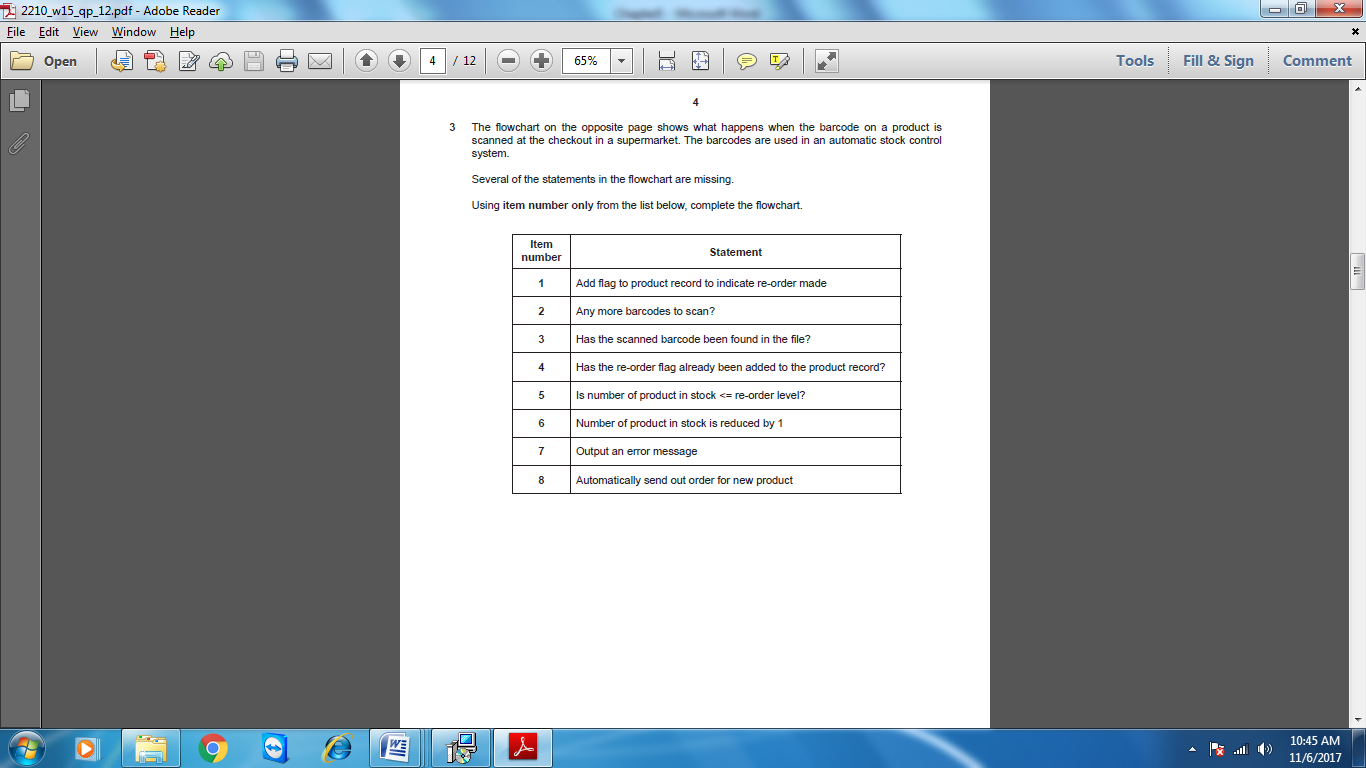 2210_w15_qp_12.pdf - Adobe Reader
File Edit View Window Help
Open 4 / 12 65% Tools Fill & Sign Comment
4
3 The flowchart on the opposite page shows what happens when the barcode on a product is
scanned at the checkout in a supermarket. The barcodes are used in an automatic stock control
system.
Several of the statements in the flowchart are missing.
Using item number only from the list below, complete the flowchart.
Item number Statement
1 Add flag to product record to indicate re-order made
2 Any more barcodes to scan?
3 Has the scanned barcode been found in the file?
4 Has the re-order flag already been added to the product record?
5 Is number of product in stock <= re-order level?
6 Number of product in stock is reduced by 1
7 Output an error message
8 Automatically send out order for new product
10:45 AM
11/6/2017